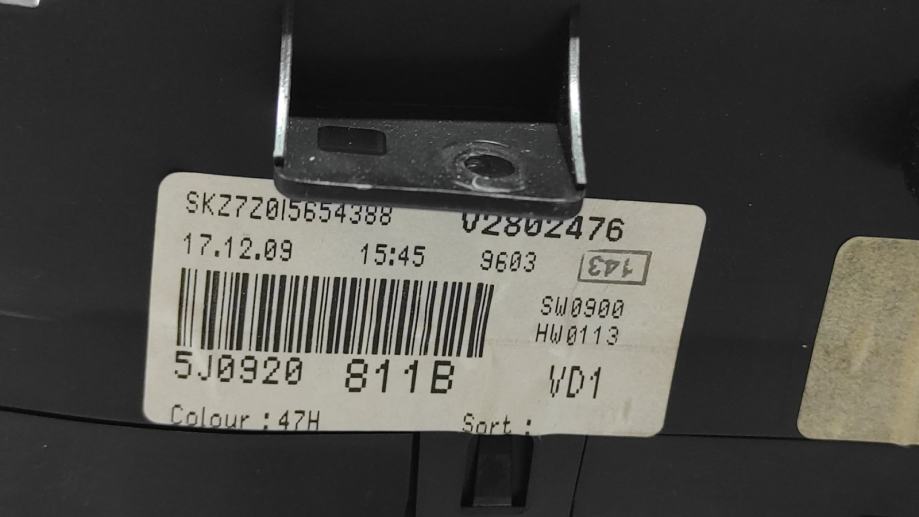 SKZ7Z0I5654388 V2802476
17.12.09 15:45 9603 143
SW0900
HW0113
5J0920 811B VD1
Colour : 47H Sort :